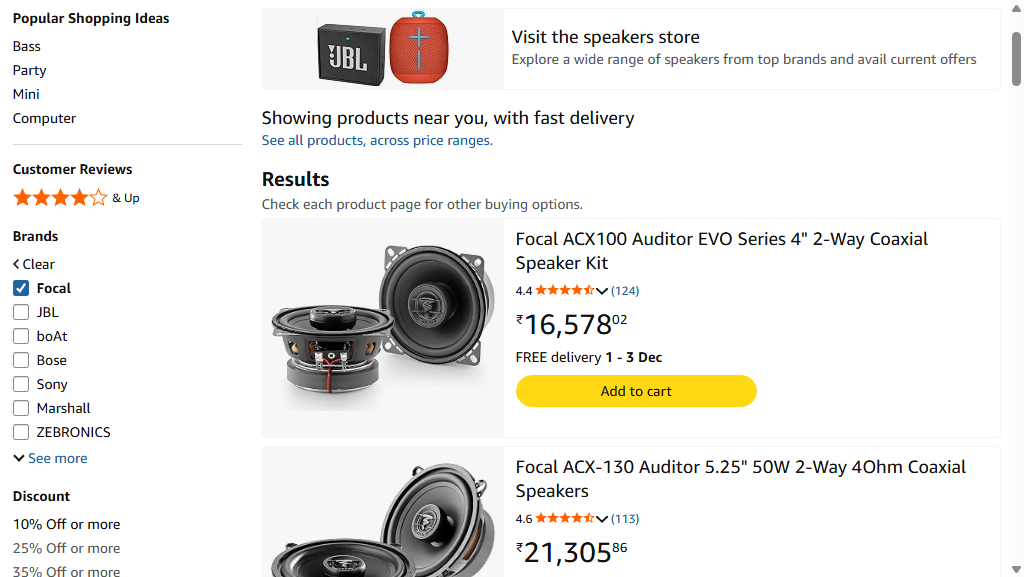 Popular Shopping Ideas
Bass
Party
Mini
Computer
Customer Reviews
& Up
Brands
Clear
Focal
JBL
boAt
Bose
Sony
Marshall
ZEBRONICS
See more
Discount
10% Off or more
25% Off or more
35% Off or more
JBL
Visit the speakers store
Explore a wide range of speakers from top brands and avail current offers
Showing products near you, with fast delivery
See all products, across price ranges.
Results
Check each product page for other buying options.
Focal ACX100 Auditor EVO Series 4" 2-Way Coaxial
Speaker Kit
4.4 (124)
₹16,57802
FREE delivery 1 - 3 Dec
Add to cart
Focal ACX-130 Auditor 5.25" 50W 2-Way 4Ohm Coaxial
Speakers
4.6 (113)
₹21,30586